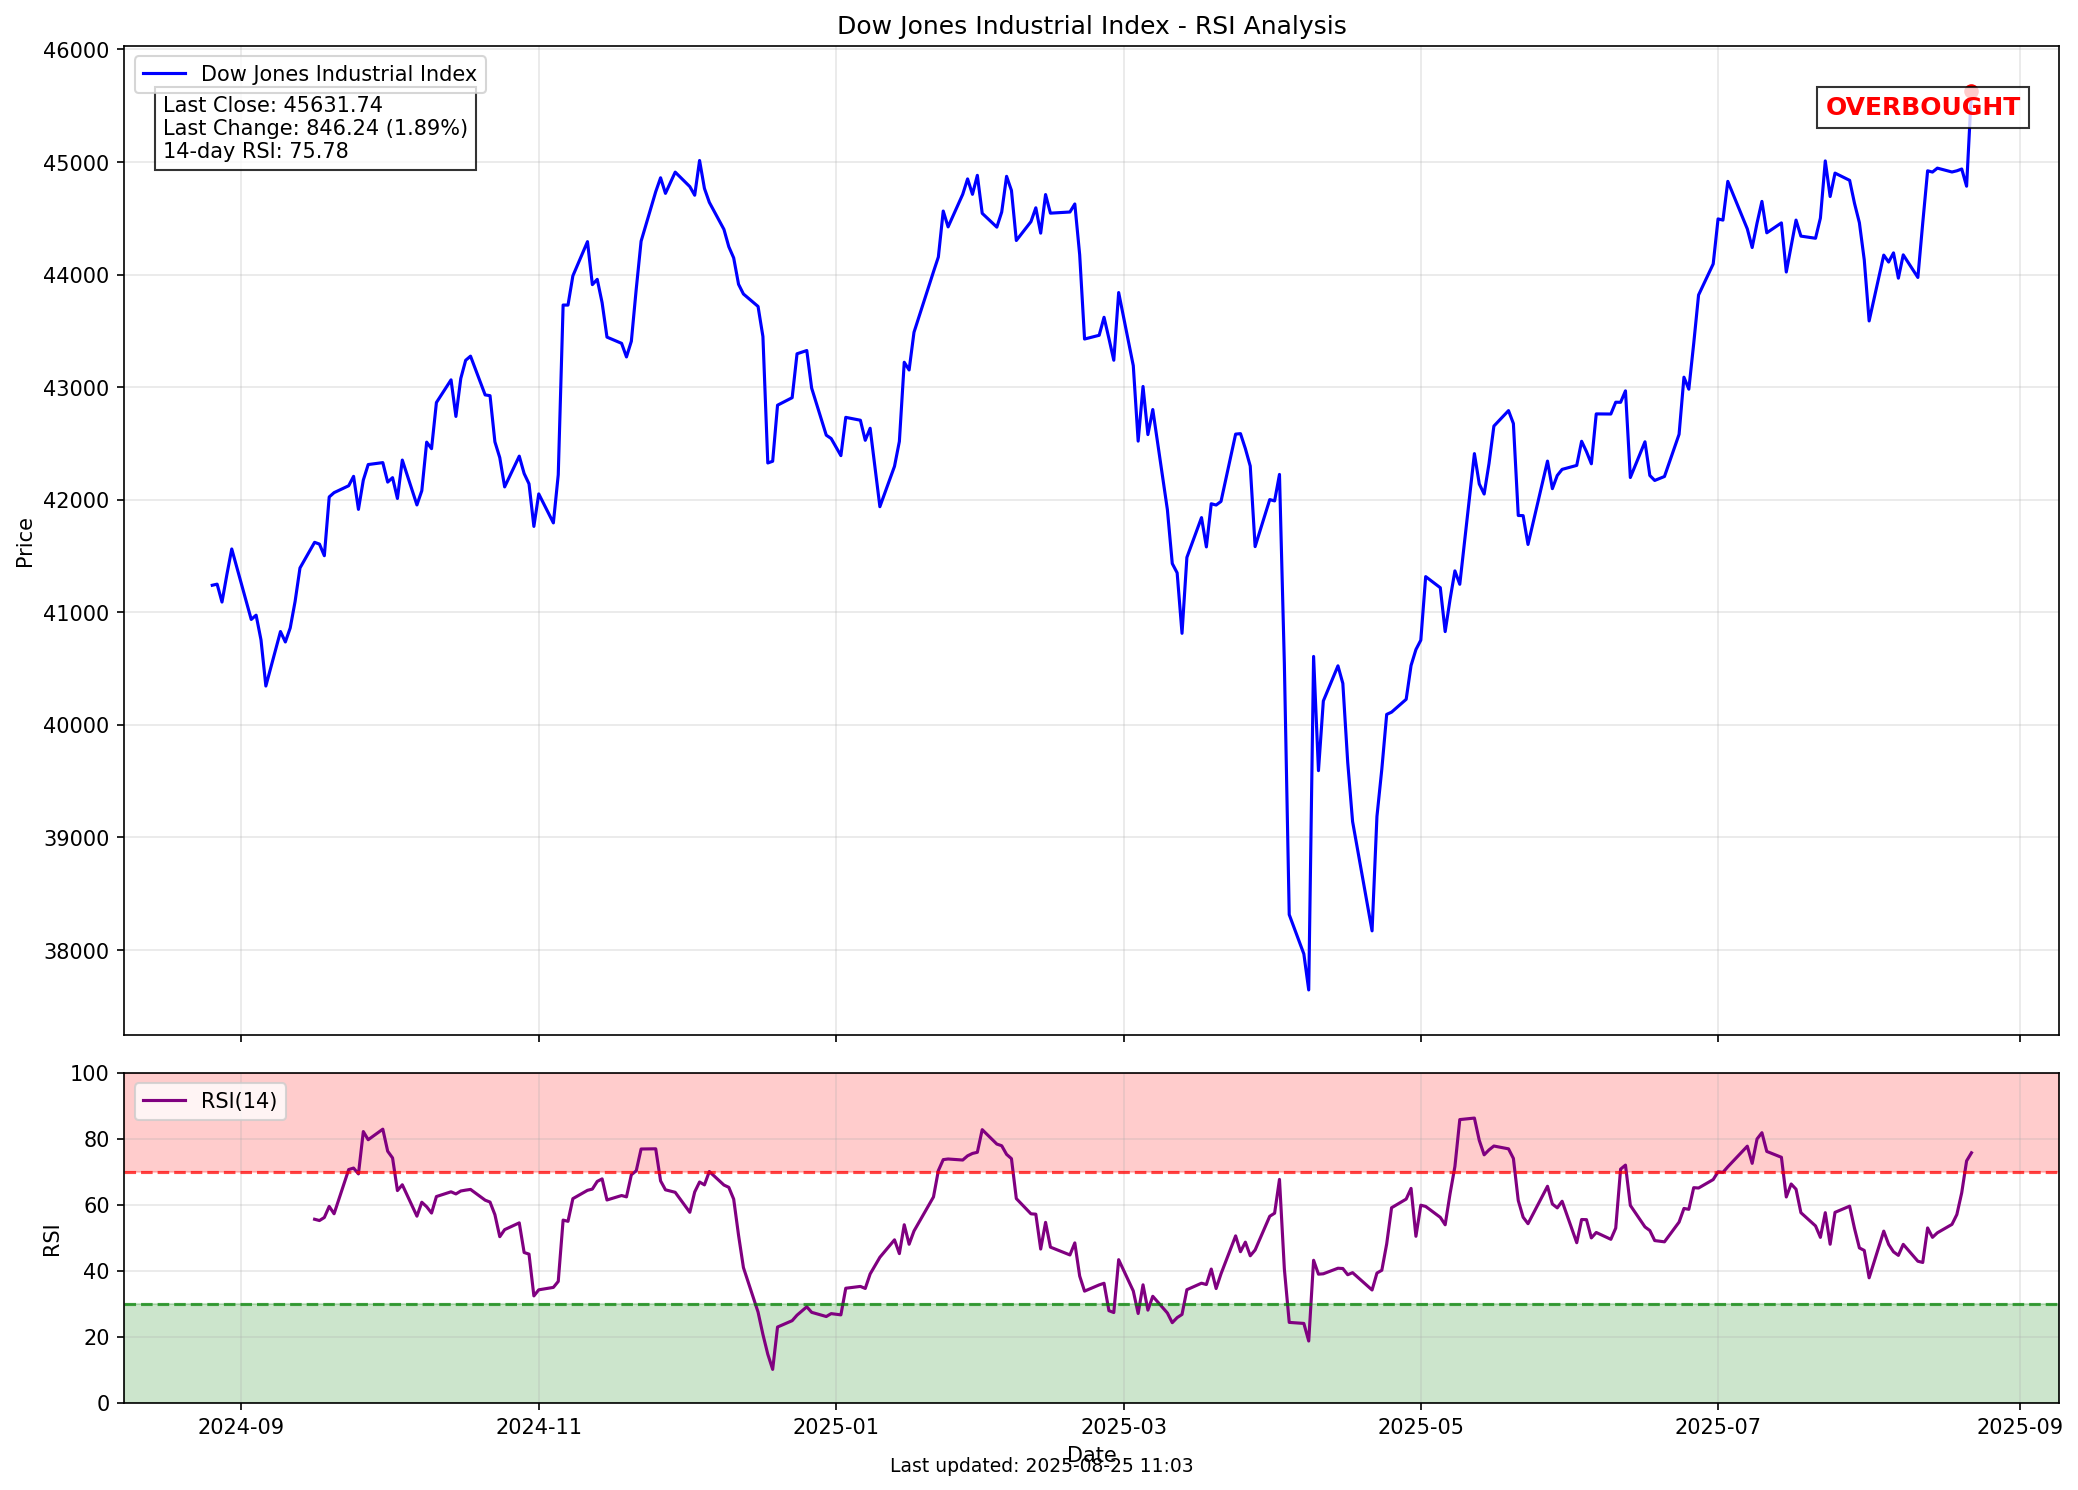 Dow Jones Industrial Index - RSI Analysis
46000
45000
44000
43000
42000
41000
40000
39000
38000
Price
Dow Jones Industrial Index
Last Close: 45631.74
Last Change: 846.24 (1.89%)
14-day RSI: 75.78
OVERBOUGHT
100
80
60
40
20
0
RSI
RSI(14)
2024-09
2024-11
2025-01
2025-03
2025-05
2025-07
2025-09
Date
Last updated: 2025-08-25 11:03